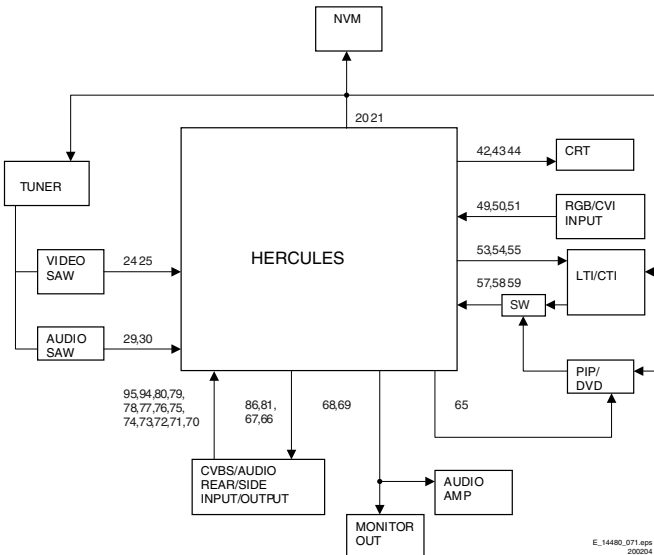 NVM
20 21
42,43 44
CRT
TUNER
49,50,51
RGB/CVI
INPUT
VIDEO
SAW
24 25
HERCULES
53,54,55
LTI/CTI
57,58 59
SW
AUDIO
SAW
29,30
PIP/
DVD
95,94,80,79,
78,77,76,75,
74,73,72,71,70
86,81,
67,66
68,69
65
CVBS/AUDIO
REAR/SIDE
INPUT/OUTPUT
AUDIO
AMP
MONITOR
OUT
E_14480_071.eps
200204